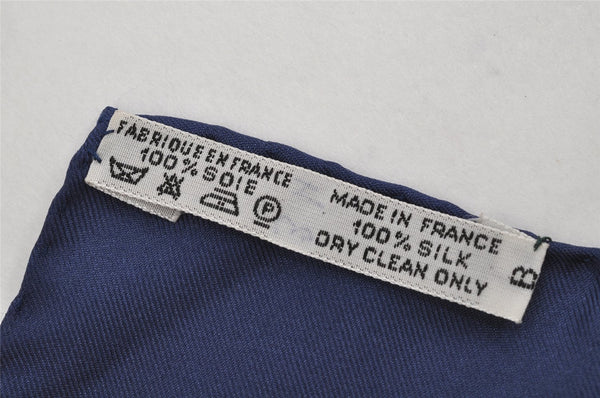 FABRIQUE EN FRANCE
100% SOIE
P
MADE IN FRANCE
100% SILK
DRY CLEAN ONLY
B